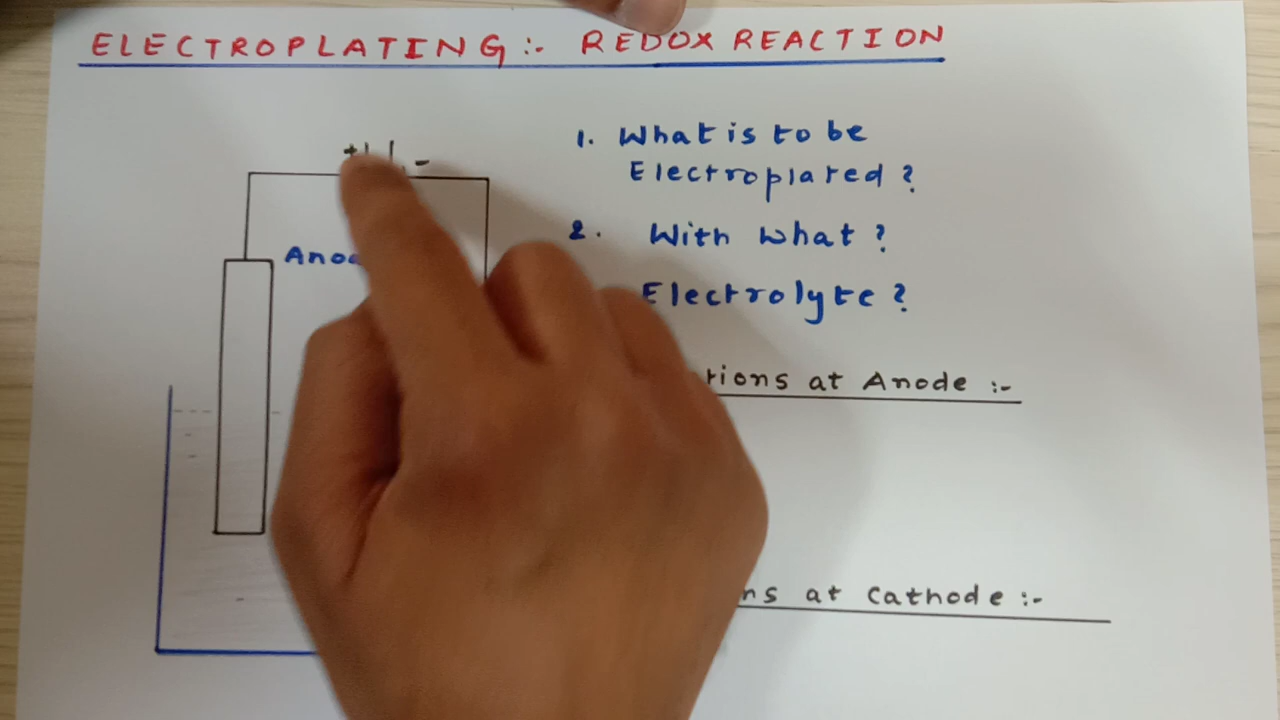 ELECTROPLATING :- REDOX REACTION
+ -
1. What is to be
Electroplated ?
2. With what ?
Electrolyte ?
Anod
tions at Anode :-
ns at Cathode :-